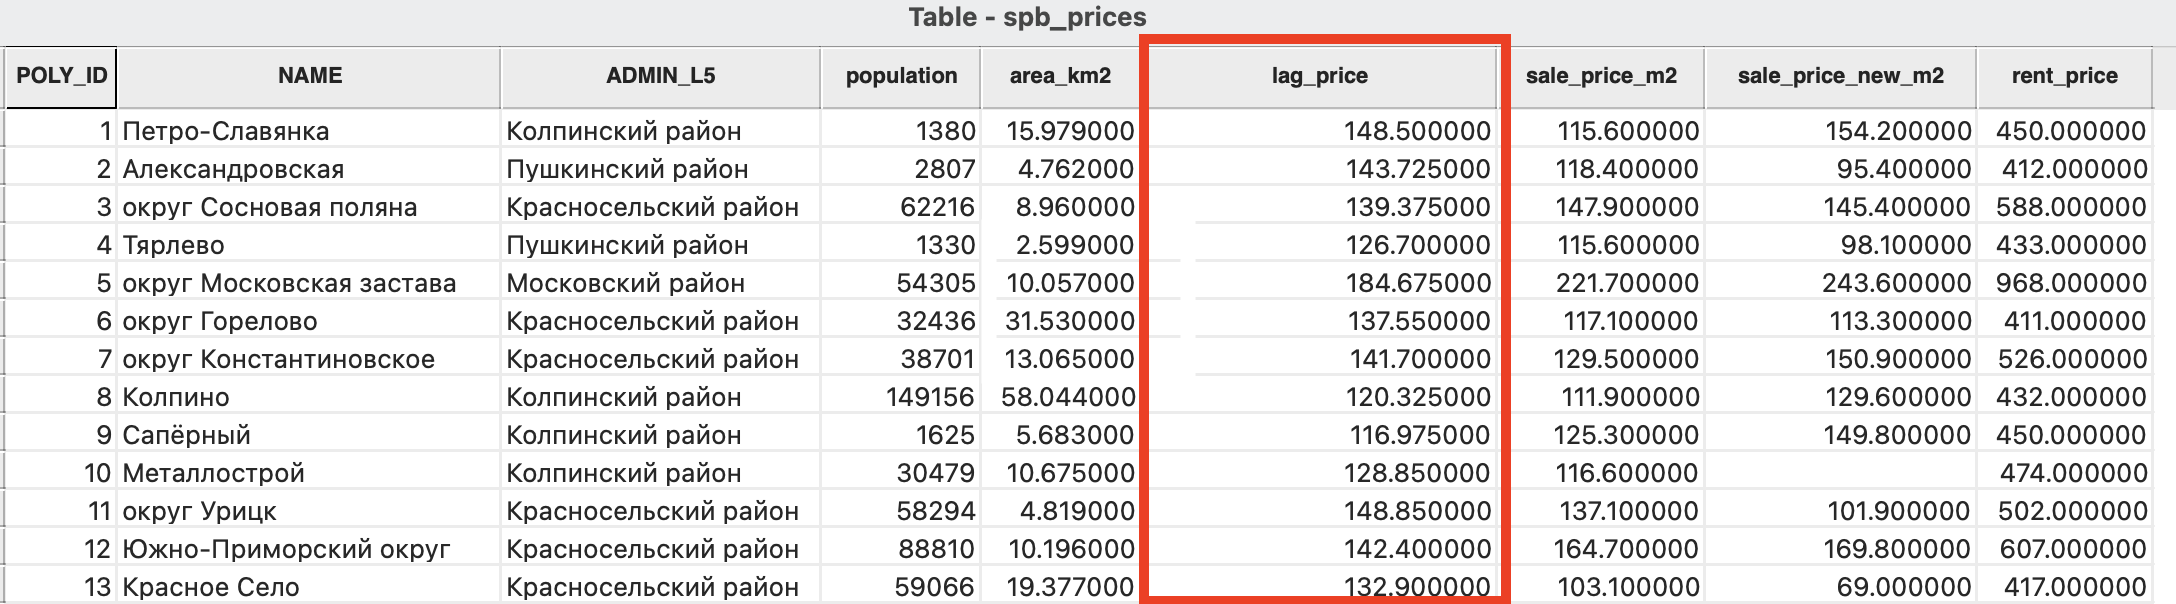 Table - spb_prices
POLY_ID NAME ADMIN_L5 population area_km2 lag_price sale_price_m2 sale_price_new_m2 rent_price
1 Петро-Славянка Колпинский район 1380 15.979000 148.500000 115.600000 154.200000 450.000000
2 Александровская Пушкинский район 2807 4.762000 143.725000 118.400000 95.400000 412.000000
3 округ Сосновая поляна Красносельский район 62216 8.960000 139.375000 147.900000 145.400000 588.000000
4 Тярлево Пушкинский район 1330 2.599000 126.700000 115.600000 98.100000 433.000000
5 округ Московская застава Московский район 54305 10.057000 184.675000 221.700000 243.600000 968.000000
6 округ Горелово Красносельский район 32436 31.530000 137.550000 117.100000 113.300000 411.000000
7 округ Константиновское Красносельский район 38701 13.065000 141.700000 129.500000 150.900000 526.000000
8 Колпино Колпинский район 149156 58.044000 120.325000 111.900000 129.600000 432.000000
9 Сапёрный Колпинский район 1625 5.683000 116.975000 125.300000 149.800000 450.000000
10 Металлострой Колпинский район 30479 10.675000 128.850000 116.600000 474.000000
11 округ Урицк Красносельский район 58294 4.819000 148.850000 137.100000 101.900000 502.000000
12 Южно-Приморский округ Красносельский район 88810 10.196000 142.400000 164.700000 169.800000 607.000000
13 Красное Село Красносельский район 59066 19.377000 132.900000 103.100000 69.000000 417.000000